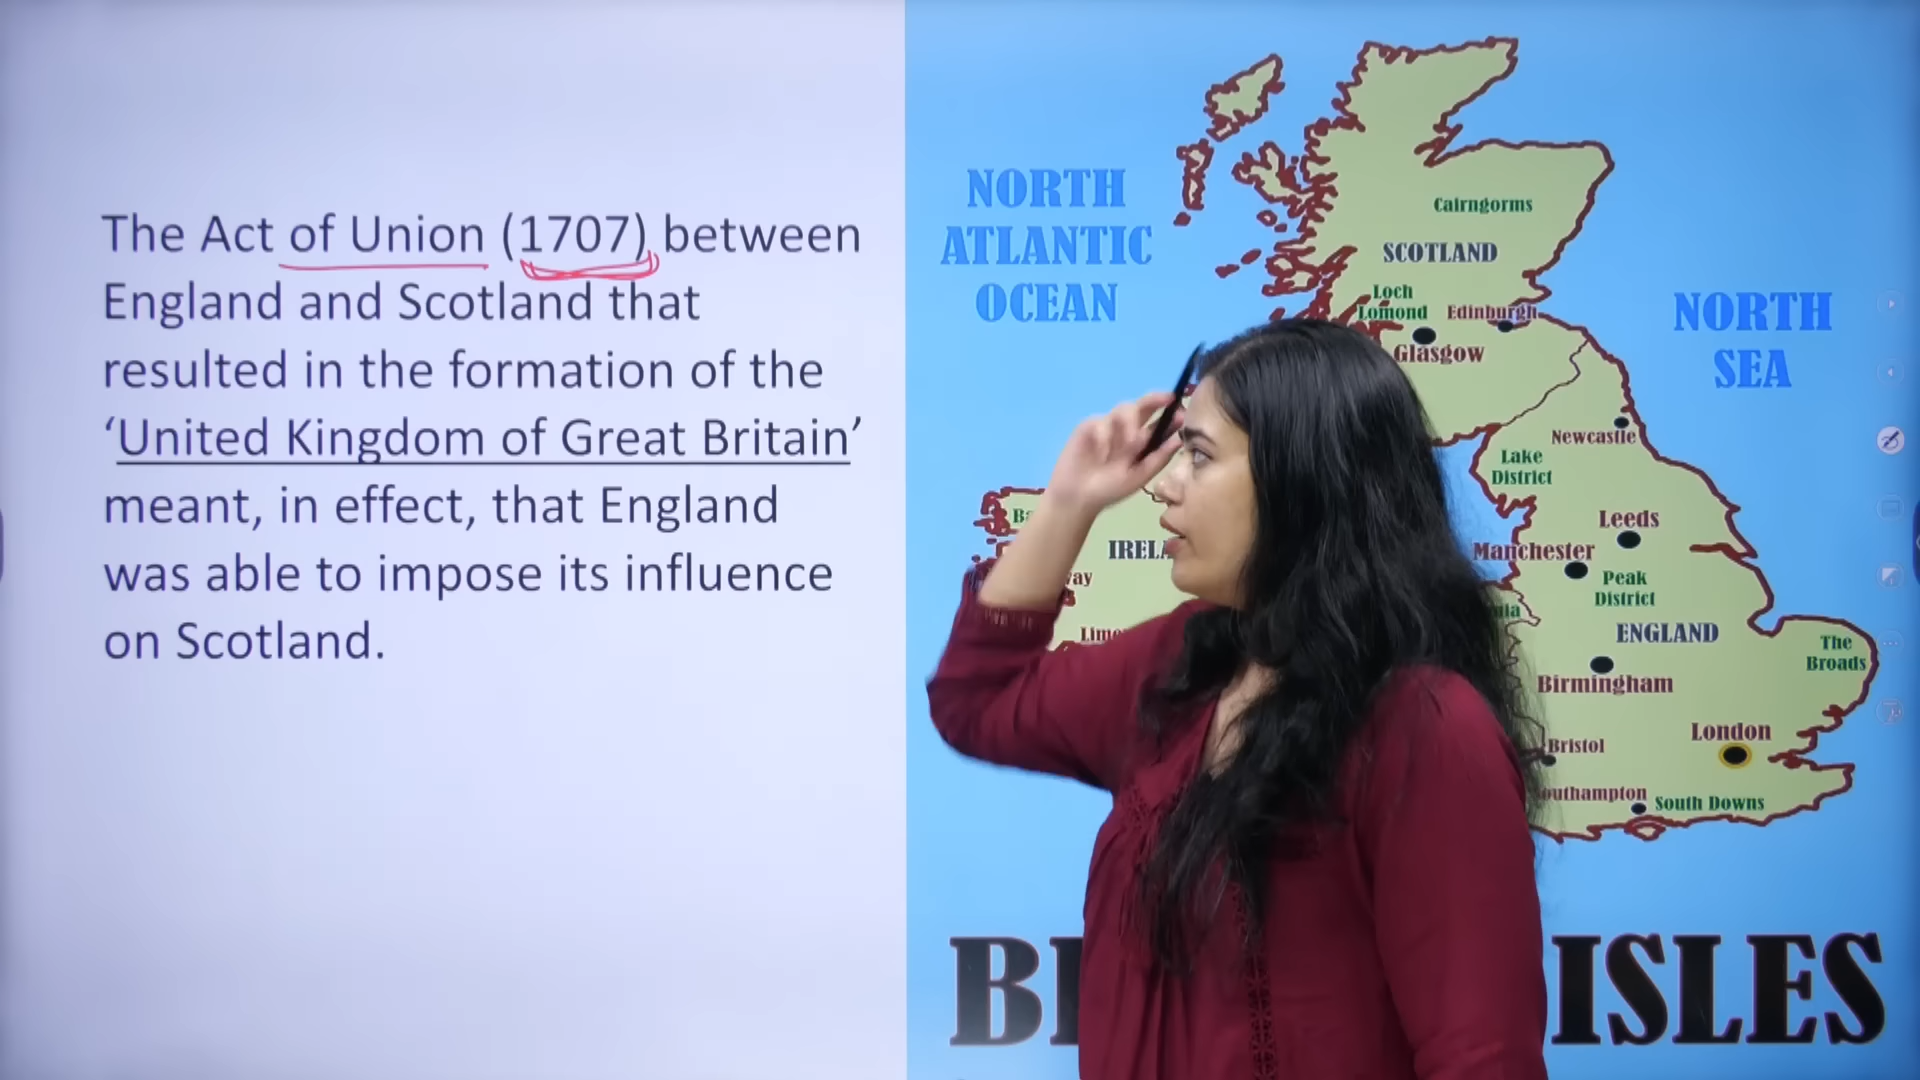 The Act of Union (1707) between
England and Scotland that
resulted in the formation of the
‘United Kingdom of Great Britain’
meant, in effect, that England
was able to impose its influence
on Scotland.
NORTH
ATLANTIC
OCEAN
Cairngorms
SCOTLAND
Loch
Lomond
Edinburgh
Glasgow
NORTH
SEA
Newcastle
Lake
District
Leeds
Manchester
Peak
District
ENGLAND
The
Broads
Birmingham
London
Bristol
outhampton
South Downs
IREL
ISLES